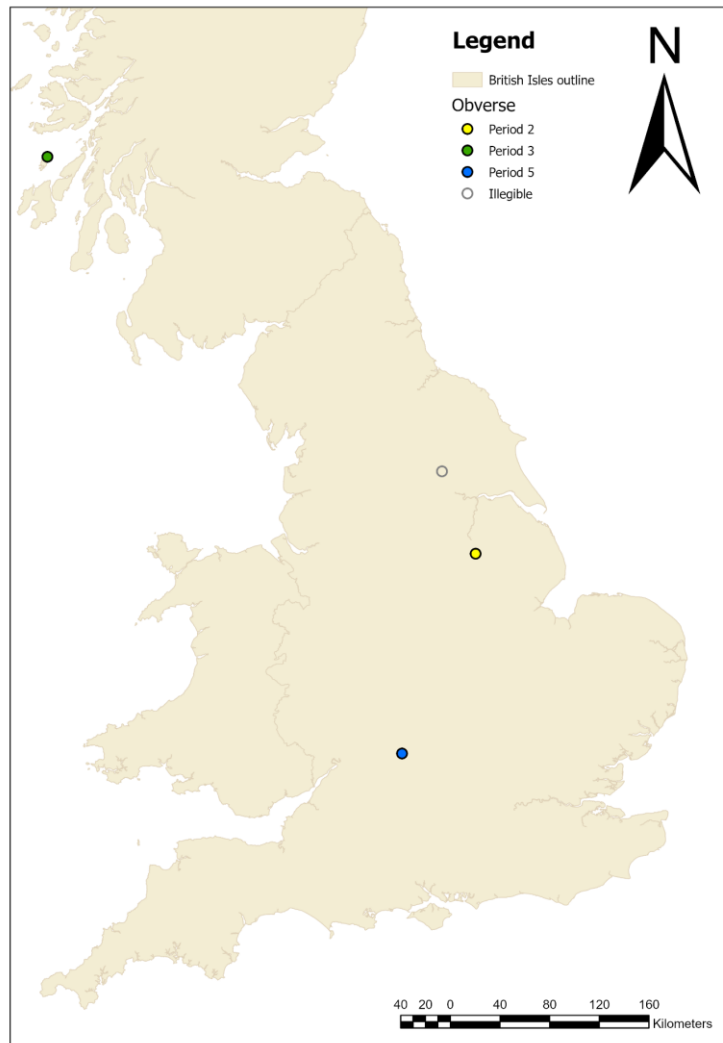 Legend
N
British Isles outline
Obverse
Period 2
Period 3
Period 5
Illegible
40 20 0 40 80 120 160
Kilometers